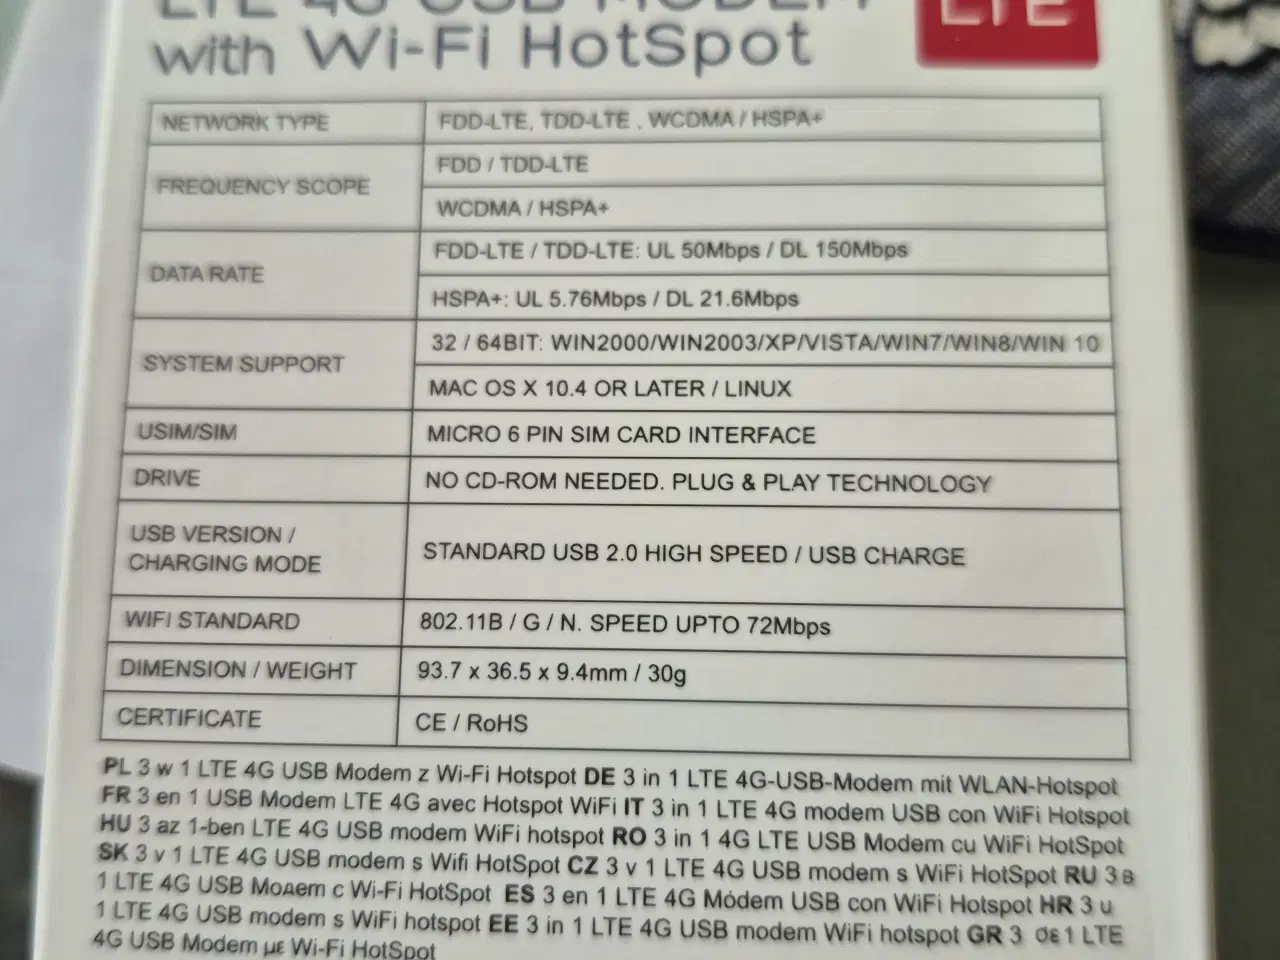 LTE 4G USB MODEM
with Wi-Fi HotSpot
LTE
NETWORK TYPE FDD-LTE, TDD-LTE , WCDMA / HSPA+
FREQUENCY SCOPE FDD / TDD-LTE
WCDMA / HSPA+
DATA RATE FDD-LTE / TDD-LTE: UL 50Mbps / DL 150Mbps
HSPA+: UL 5.76Mbps / DL 21.6Mbps
SYSTEM SUPPORT 32 / 64BIT: WIN2000/WIN2003/XP/VISTA/WIN7/WIN8/WIN 10
MAC OS X 10.4 OR LATER / LINUX
USIM/SIM MICRO 6 PIN SIM CARD INTERFACE
DRIVE NO CD-ROM NEEDED. PLUG & PLAY TECHNOLOGY
USB VERSION /
CHARGING MODE STANDARD USB 2.0 HIGH SPEED / USB CHARGE
WIFI STANDARD 802.11B / G / N. SPEED UPTO 72Mbps
DIMENSION / WEIGHT 93.7 x 36.5 x 9.4mm / 30g
CERTIFICATE CE / RoHS
PL 3 w 1 LTE 4G USB Modem z Wi-Fi Hotspot DE 3 in 1 LTE 4G-USB-Modem mit WLAN-Hotspot
FR 3 en 1 USB Modem LTE 4G avec Hotspot WiFi IT 3 in 1 LTE 4G modem USB con WiFi Hotspot
HU 3 az 1-ben LTE 4G USB modem WiFi hotspot RO 3 in 1 4G LTE USB Modem cu WiFi HotSpot
SK 3 v 1 LTE 4G USB modem s Wifi HotSpot CZ 3 v 1 LTE 4G USB modem s WiFi HotSpot RU 3 в
1 LTE 4G USB Модем с Wi-Fi HotSpot ES 3 en 1 LTE 4G Módem USB con WiFi Hotspot HR 3 u
1 LTE 4G USB modem s WiFi hotspot EE 3 in 1 LTE 4G USB modem WiFi hotspot GR 3 σε 1 LTE
4G USB Modem με Wi-Fi HotSpot